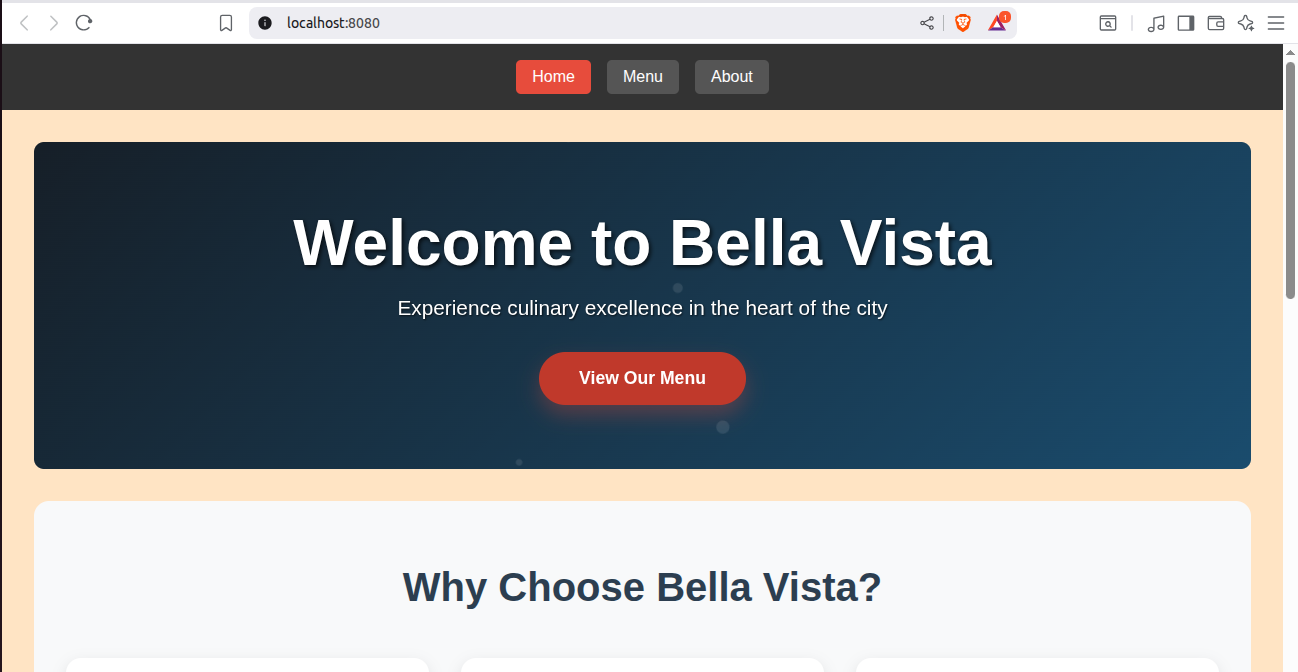 localhost:8080
1
Home Menu About
Welcome to Bella Vista
Experience culinary excellence in the heart of the city
View Our Menu
Why Choose Bella Vista?